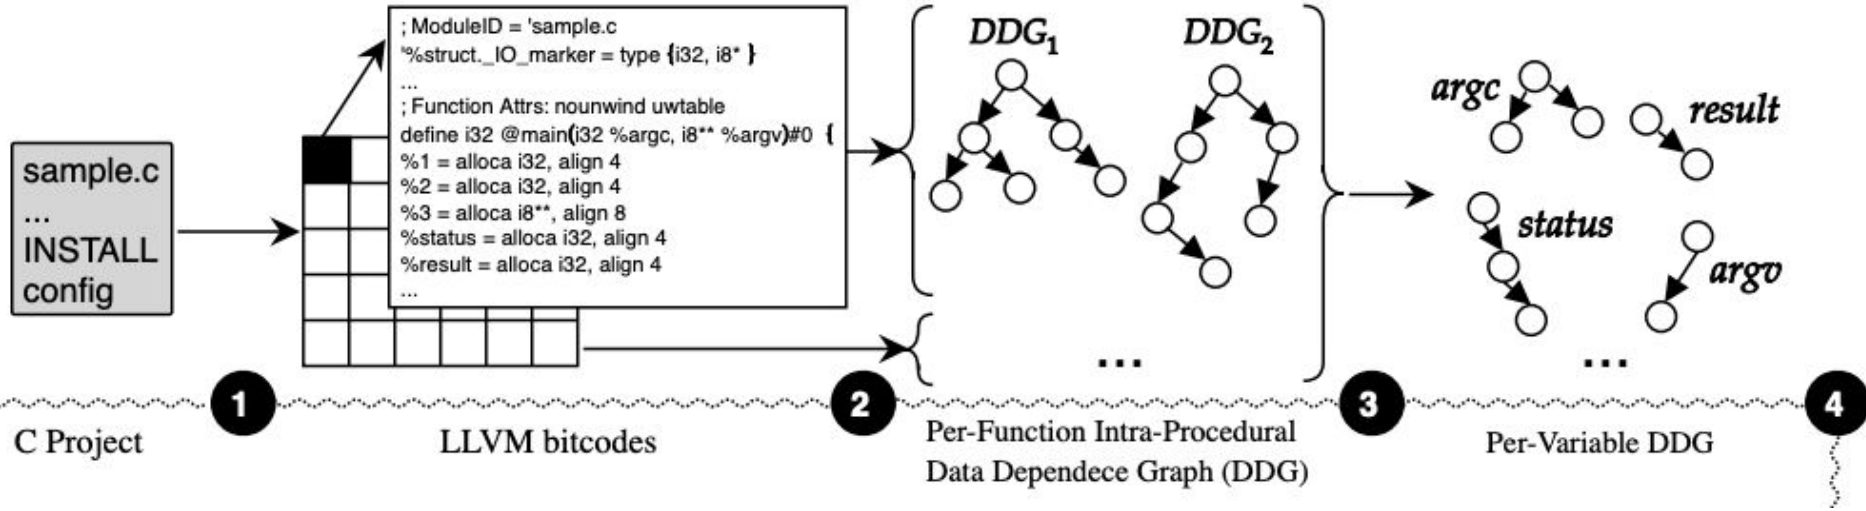 sample.c
...
INSTALL
config
; ModuleID = 'sample.c
'%struct._IO_marker = type {i32, i8* }
...
; Function Attrs: nounwind uwtable
define i32 @main(i32 %argc, i8** %argv)#0 {
%1 = alloca i32, align 4
%2 = alloca i32, align 4
%3 = alloca i8**, align 8
%status = alloca i32, align 4
%result = alloca i32, align 4
...
DDG1
DDG2
...
argc
result
status
argv
...
1
2
3
4
C Project
LLVM bitcodes
Per-Function Intra-Procedural
Data Dependece Graph (DDG)
Per-Variable DDG